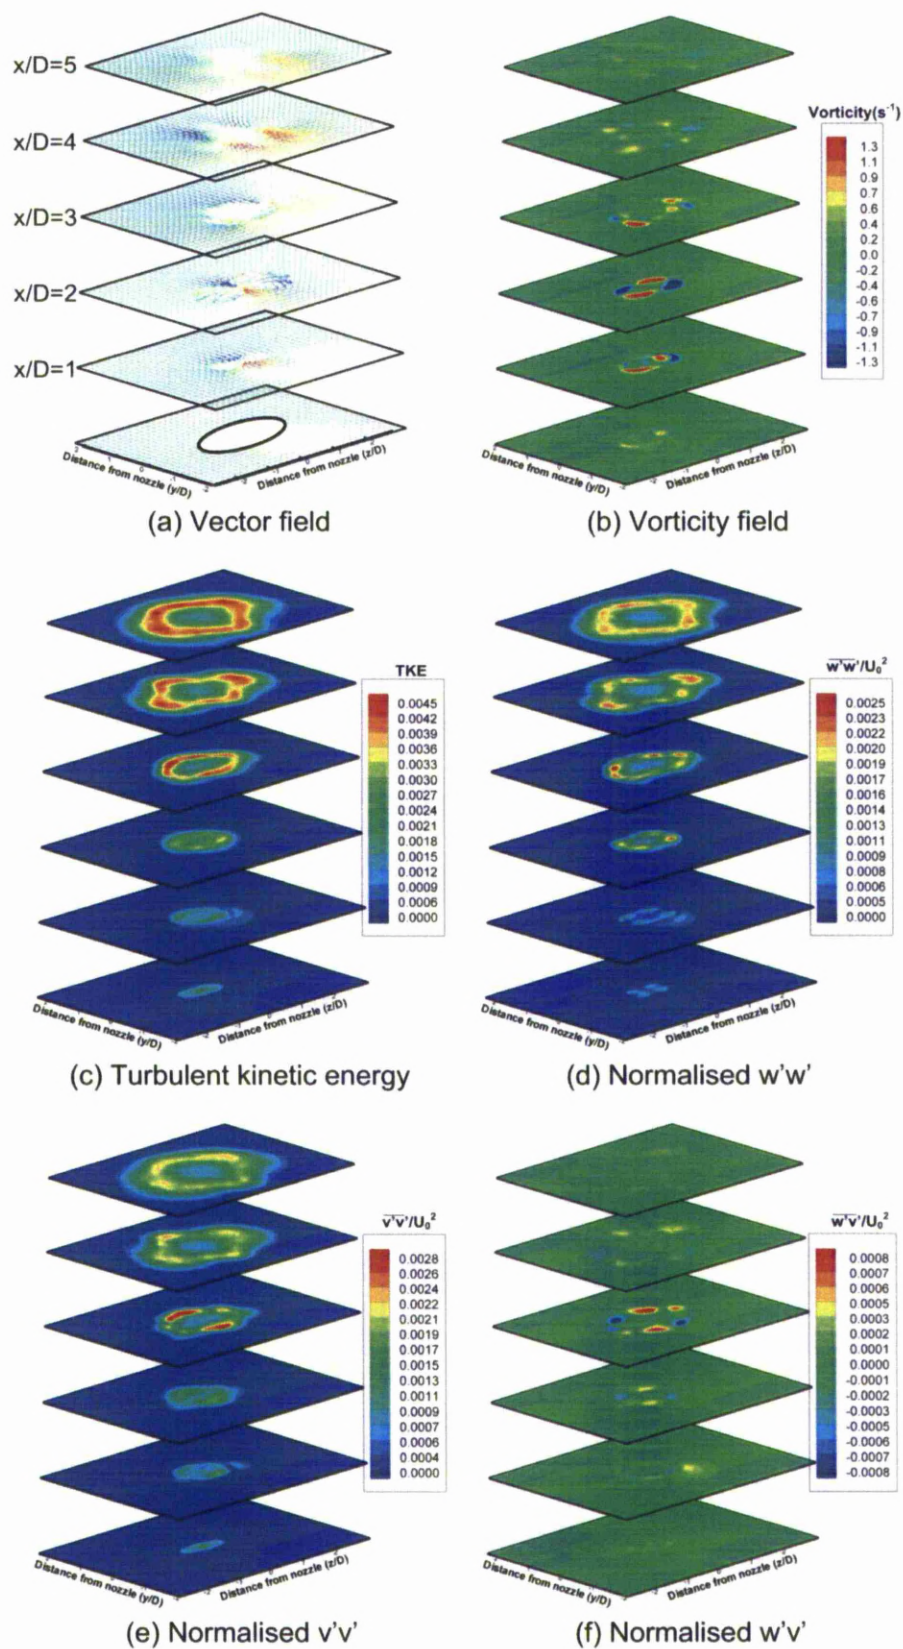 x/D=5
x/D=4
x/D=3
x/D=2
x/D=1
Distance from nozzle (y/D)
Distance from nozzle (z/D)
(a) Vector field
Vorticity(s⁻¹)
1.3
1.1
0.9
0.7
0.6
0.4
0.2
0.0
-0.2
-0.4
-0.6
-0.7
-0.9
-1.1
-1.3
Distance from nozzle (y/D)
Distance from nozzle (z/D)
(b) Vorticity field
TKE
0.0045
0.0042
0.0039
0.0036
0.0033
0.0030
0.0027
0.0024
0.0021
0.0018
0.0015
0.0012
0.0009
0.0006
0.0000
Distance from nozzle (y/D)
Distance from nozzle (z/D)
(c) Turbulent kinetic energy
w'w'/U₀²
0.0025
0.0023
0.0022
0.0020
0.0019
0.0017
0.0016
0.0014
0.0013
0.0011
0.0009
0.0008
0.0006
0.0005
0.0000
Distance from nozzle (y/D)
Distance from nozzle (z/D)
(d) Normalised w'w'
v'v'/U₀²
0.0028
0.0026
0.0024
0.0022
0.0021
0.0019
0.0017
0.0015
0.0013
0.0011
0.0009
0.0007
0.0006
0.0004
0.0000
Distance from nozzle (y/D)
Distance from nozzle (z/D)
(e) Normalised v'v'
w'v'/U₀²
0.0008
0.0007
0.0006
0.0005
0.0003
0.0002
0.0001
0.0000
-0.0001
-0.0002
-0.0003
-0.0005
-0.0006
-0.0007
-0.0008
Distance from nozzle (y/D)
Distance from nozzle (z/D)
(f) Normalised w'v'